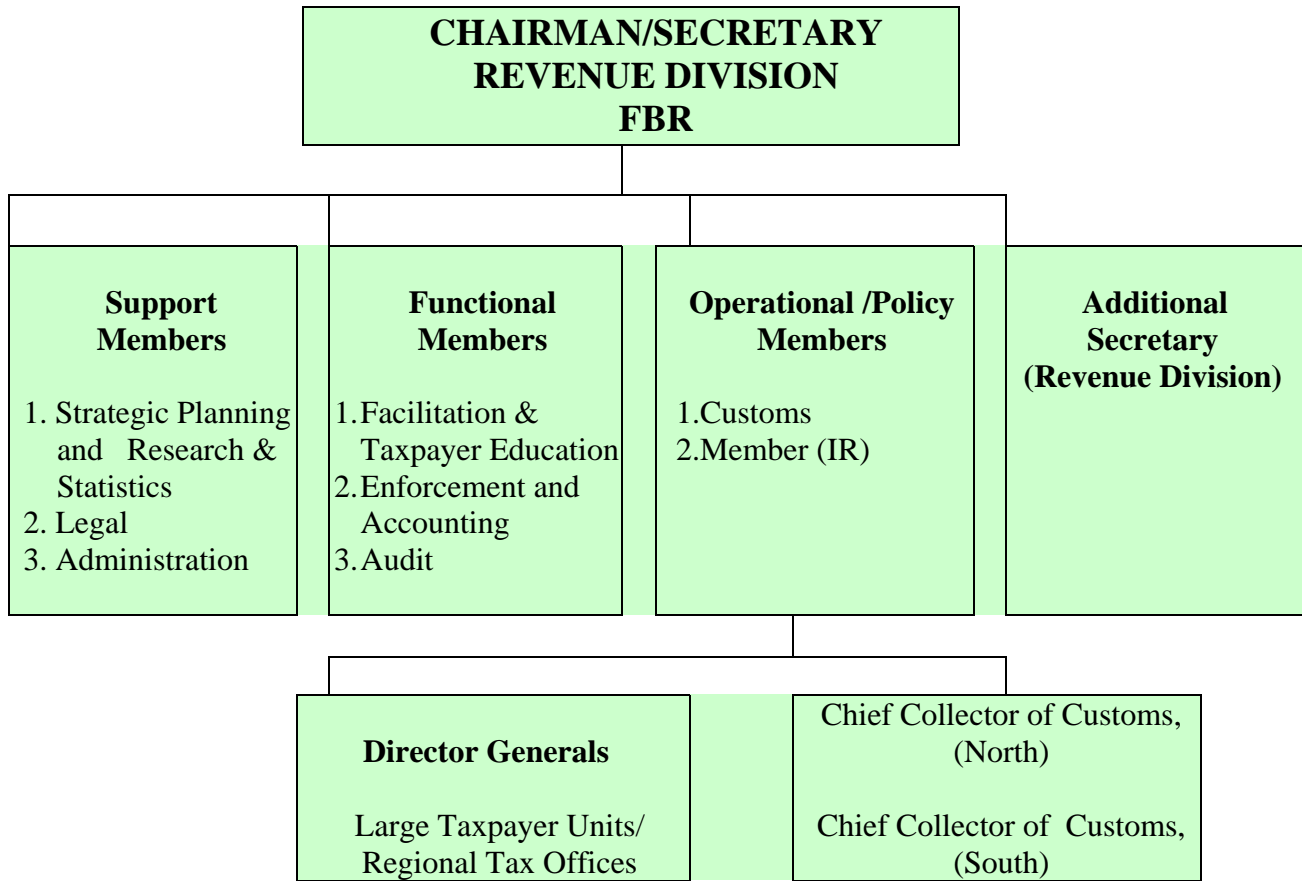 CHAIRMAN/SECRETARY
REVENUE DIVISION
FBR
Support
Members
1. Strategic Planning
and Research &
Statistics
2. Legal
3. Administration
Functional
Members
1.Facilitation &
Taxpayer Education
2.Enforcement and
Accounting
3.Audit
Operational /Policy
Members
1.Customs
2.Member (IR)
Additional
Secretary
(Revenue Division)
Director Generals
Large Taxpayer Units/
Regional Tax Offices
Chief Collector of Customs,
(North)
Chief Collector of Customs,
(South)